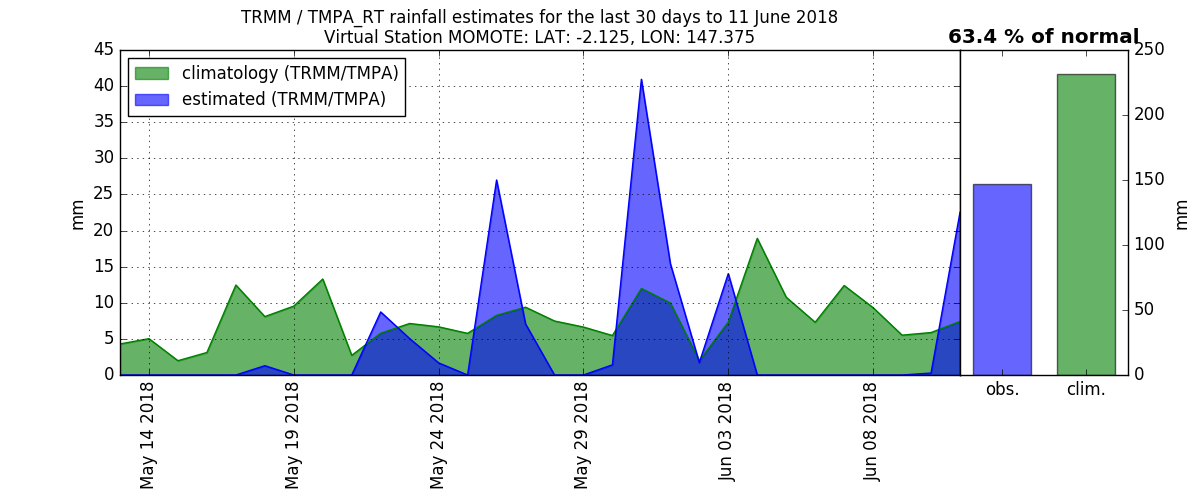 TRMM / TMPA_RT rainfall estimates for the last 30 days to 11 June 2018
Virtual Station MOMOTE: LAT: -2.125, LON: 147.375
63.4 % of normal
climatology (TRMM/TMPA)
estimated (TRMM/TMPA)
45
40
35
30
25
20
15
10
5
0
mm
May 14 2018
May 19 2018
May 24 2018
May 29 2018
Jun 03 2018
Jun 08 2018
250
200
150
100
50
0
mm
obs.
clim.